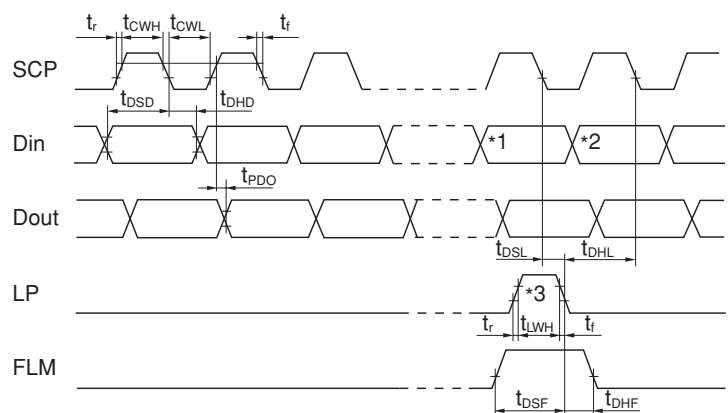 tr tCWH tCWL tf
SCP
tDSD tDHD
Din *1 *2
tPDO
Dout
tDSL tDHL
LP *3
tr tLWH tf
FLM
tDSF tDHF